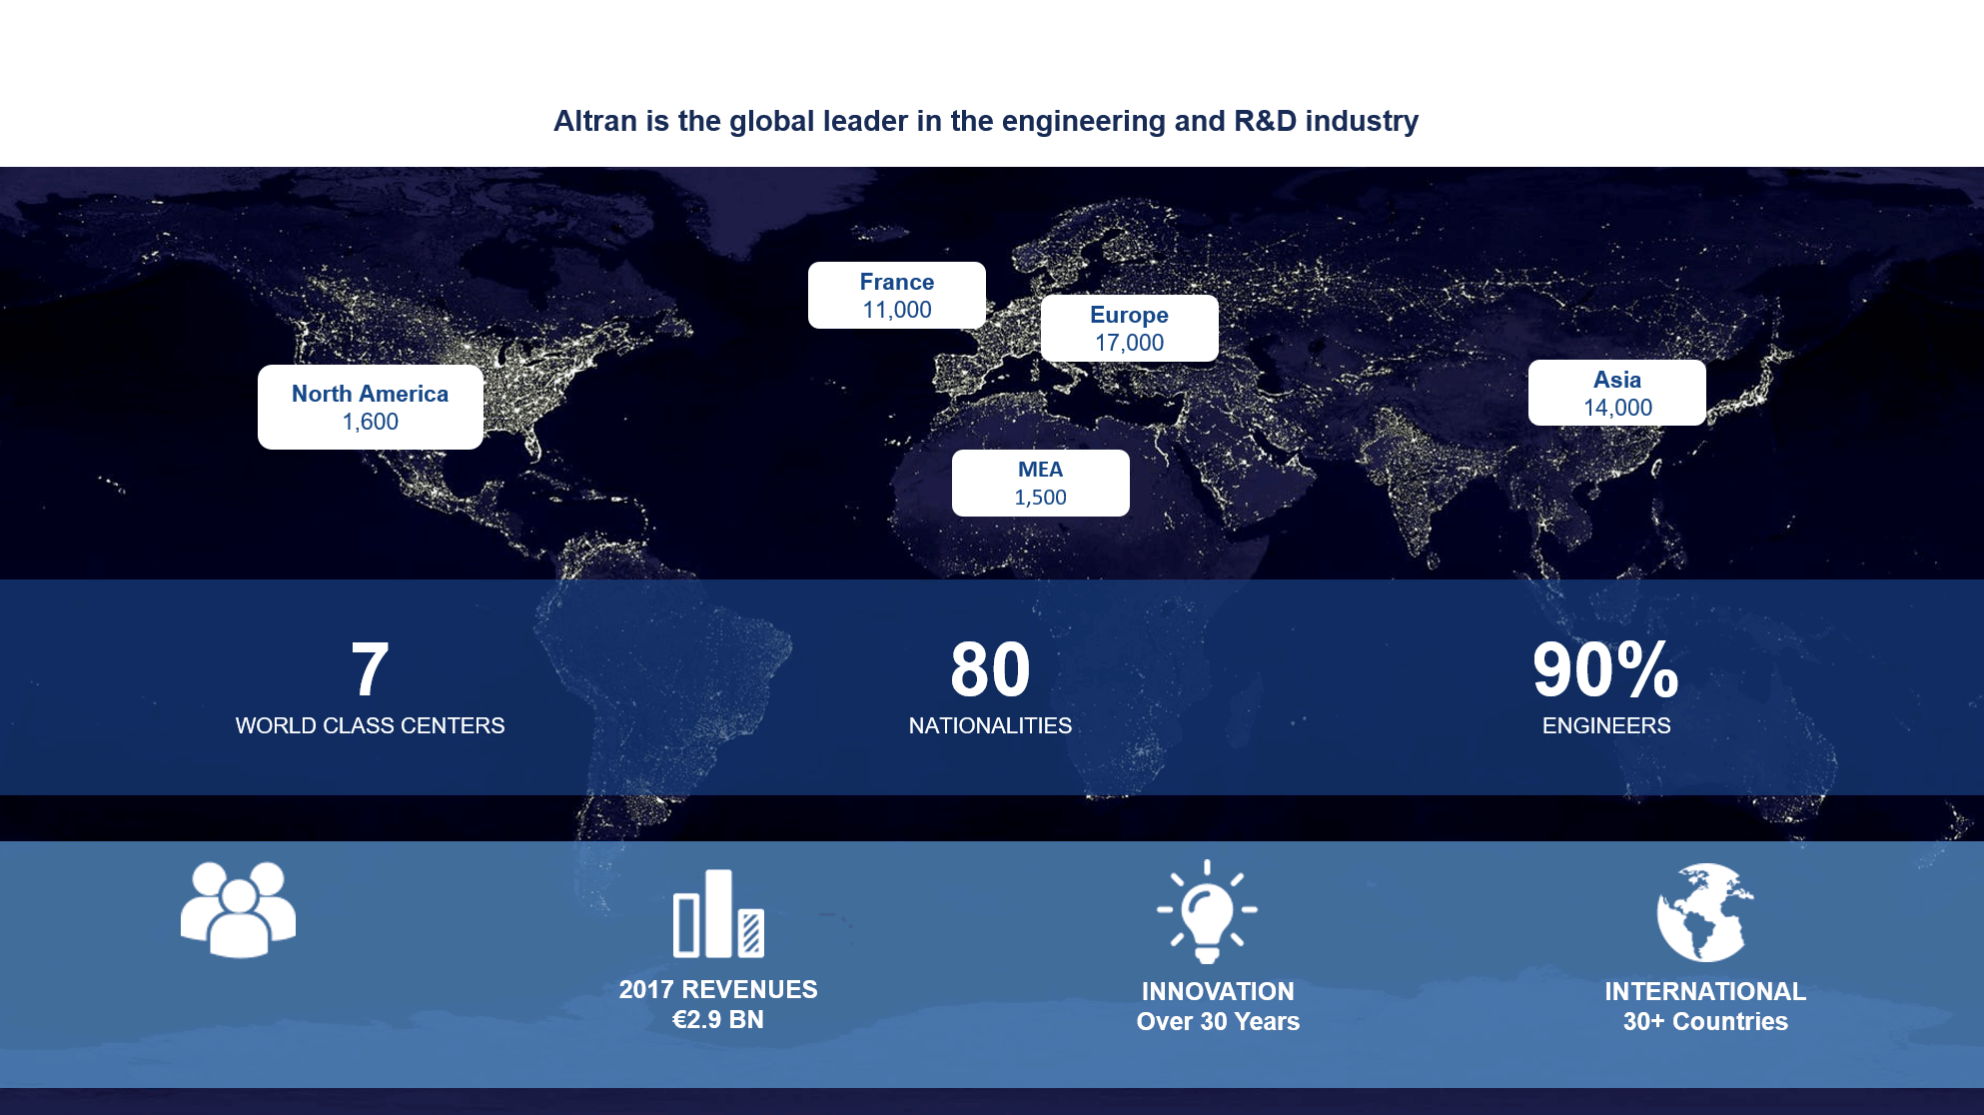 Altran is the global leader in the engineering and R&D industry
France
11,000
Europe
17,000
North America
1,600
Asia
14,000
MEA
1,500
7
WORLD CLASS CENTERS
80
NATIONALITIES
90%
ENGINEERS
2017 REVENUES
€2.9 BN
INNOVATION
Over 30 Years
INTERNATIONAL
30+ Countries